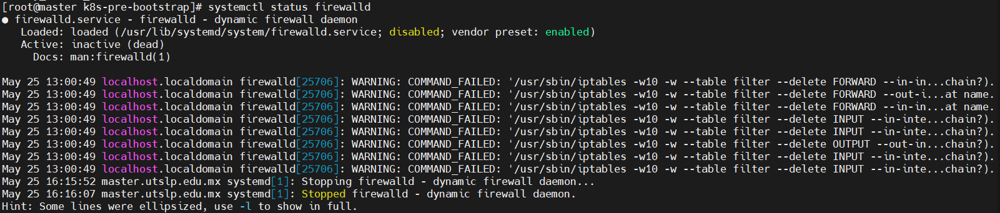 [root@master k8s-pre-bootstrap]# systemctl status firewalld
● firewalld.service - firewalld - dynamic firewall daemon
   Loaded: loaded (/usr/lib/systemd/system/firewalld.service; disabled; vendor preset: enabled)
   Active: inactive (dead)
     Docs: man:firewalld(1)

May 25 13:00:49 localhost.localdomain firewalld[25706]: WARNING: COMMAND_FAILED: '/usr/sbin/iptables -w10 -w --table filter --delete FORWARD --in-in...chain?).
May 25 13:00:49 localhost.localdomain firewalld[25706]: WARNING: COMMAND_FAILED: '/usr/sbin/iptables -w10 -w --table filter --delete FORWARD --out-i...at name.
May 25 13:00:49 localhost.localdomain firewalld[25706]: WARNING: COMMAND_FAILED: '/usr/sbin/iptables -w10 -w --table filter --delete FORWARD --in-in...at name.
May 25 13:00:49 localhost.localdomain firewalld[25706]: WARNING: COMMAND_FAILED: '/usr/sbin/iptables -w10 -w --table filter --delete INPUT --in-inte...chain?).
May 25 13:00:49 localhost.localdomain firewalld[25706]: WARNING: COMMAND_FAILED: '/usr/sbin/iptables -w10 -w --table filter --delete INPUT --in-inte...chain?).
May 25 13:00:49 localhost.localdomain firewalld[25706]: WARNING: COMMAND_FAILED: '/usr/sbin/iptables -w10 -w --table filter --delete OUTPUT --out-in...chain?).
May 25 13:00:49 localhost.localdomain firewalld[25706]: WARNING: COMMAND_FAILED: '/usr/sbin/iptables -w10 -w --table filter --delete INPUT --in-inte...chain?).
May 25 13:00:49 localhost.localdomain firewalld[25706]: WARNING: COMMAND_FAILED: '/usr/sbin/iptables -w10 -w --table filter --delete INPUT --in-inte...chain?).
May 25 16:15:52 master.utslp.edu.mx systemd[1]: Stopping firewalld - dynamic firewall daemon...
May 25 16:16:07 master.utslp.edu.mx systemd[1]: Stopped firewalld - dynamic firewall daemon.
Hint: Some lines were ellipsized, use -l to show in full.